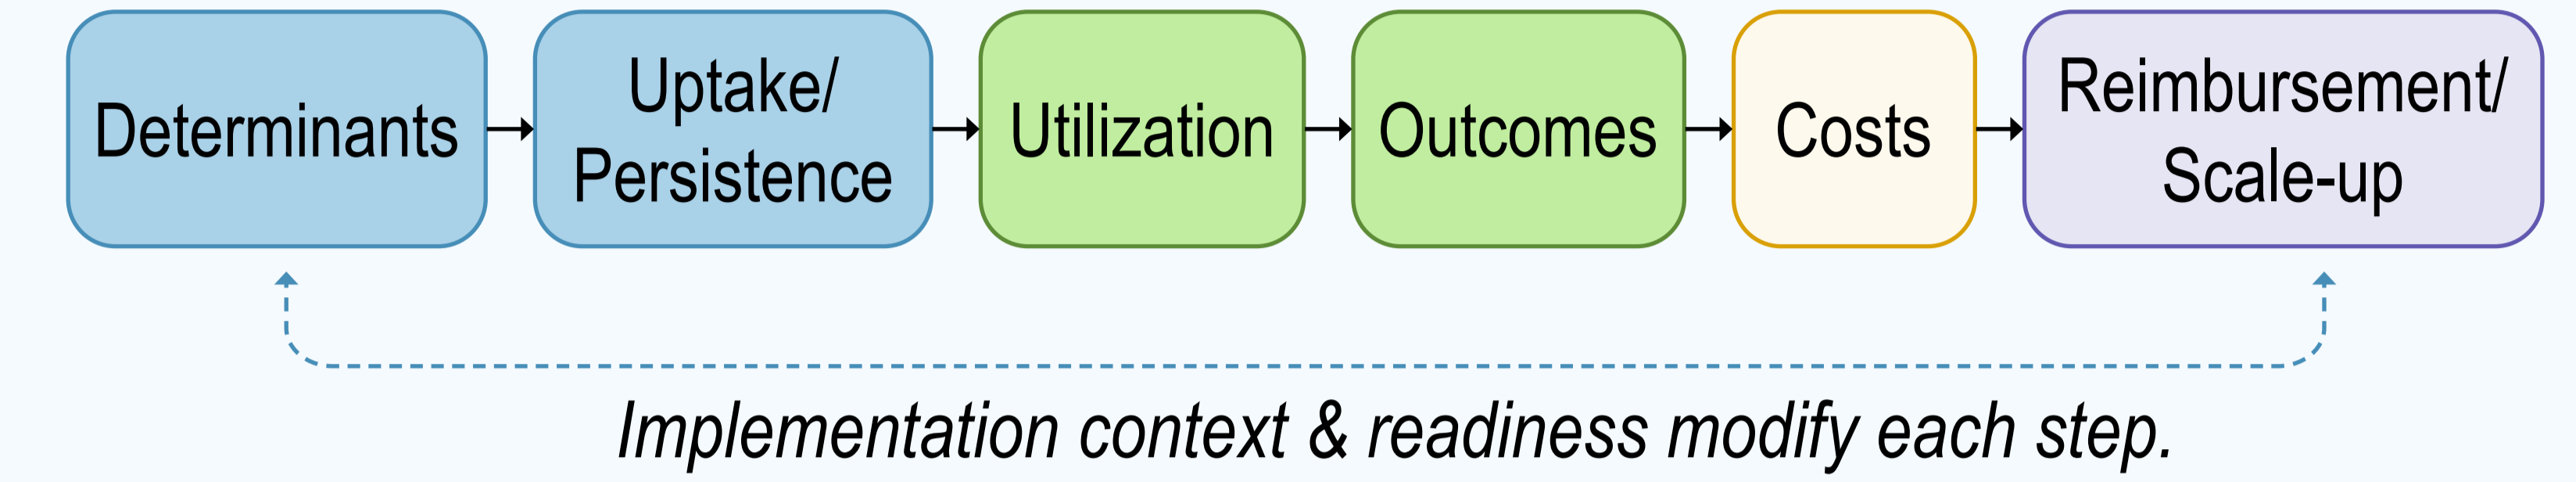 Determinants
Uptake/
Persistence
Utilization
Outcomes
Costs
Reimbursement/
Scale-up
Implementation context & readiness modify each step.